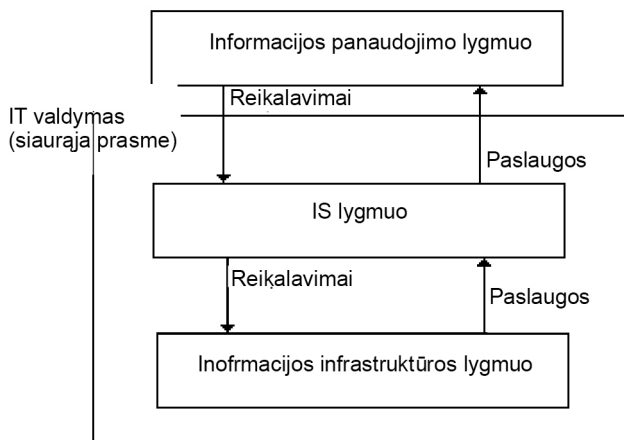 Informacijos panaudojimo lygmuo
Reikalavimai
IT valdymas
(siaurąja prasme)
Paslaugos
IS lygmuo
Reikalavimai
Paslaugos
Inofrmacijos infrastruktūros lygmuo